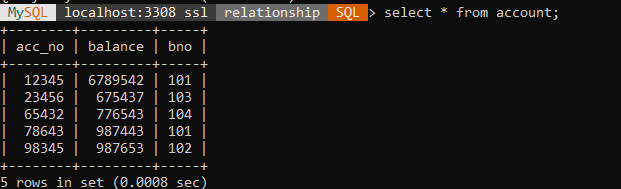 MySQL localhost:3308 ssl relationship SQL > select * from account;
+--------+---------+-----+
| acc_no | balance | bno |
+--------+---------+-----+
| 12345 | 6789542 | 101 |
| 23456 | 675437 | 103 |
| 65432 | 776543 | 104 |
| 78643 | 987443 | 101 |
| 98345 | 987653 | 102 |
+--------+---------+-----+
5 rows in set (0.0008 sec)